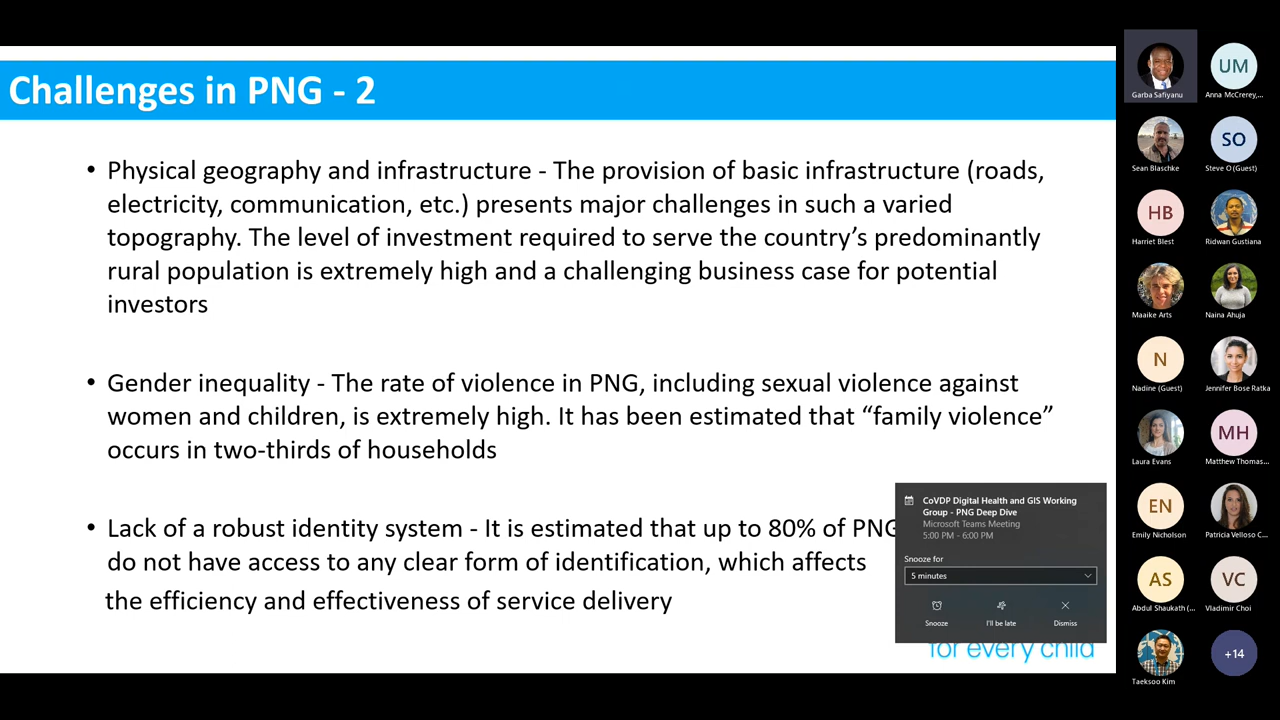 Challenges in PNG - 2
• Physical geography and infrastructure - The provision of basic infrastructure (roads,
electricity, communication, etc.) presents major challenges in such a varied
topography. The level of investment required to serve the country’s predominantly
rural population is extremely high and a challenging business case for potential
investors
• Gender inequality - The rate of violence in PNG, including sexual violence against
women and children, is extremely high. It has been estimated that “family violence”
occurs in two-thirds of households
• Lack of a robust identity system - It is estimated that up to 80% of PNG
do not have access to any clear form of identification, which affects
the efficiency and effectiveness of service delivery
CoVDP Digital Health and GIS Working
Group - PNG Deep Dive
Microsoft Teams Meeting
5:00 PM - 6:00 PM
Snooze for
5 minutes
Snooze
I'll be late
Dismiss
for every child
Garba Safiyanu
UM
Anna McCrerey,...
Sean Blaschke
SO
Steve O (Guest)
HB
Harriet Blest
Ridwan Gustiana
Maaike Arts
Naina Ahuja
N
Nadine (Guest)
Jennifer Bose Ratka
Laura Evans
MH
Matthew Thomas...
EN
Emily Nicholson
Patricia Velloso C...
AS
Abdul Shaukath (...
VC
Vladimir Choi
Taeksoo Kim
+14